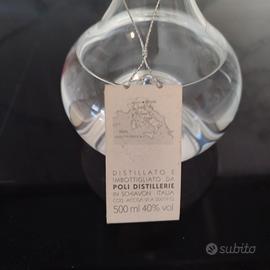 DISTILLATO E
IMBOTTIGLIATO DA
POLI DISTILLERIE
IN SCHIAVON ITALIA
500 ml 40% vol
subito